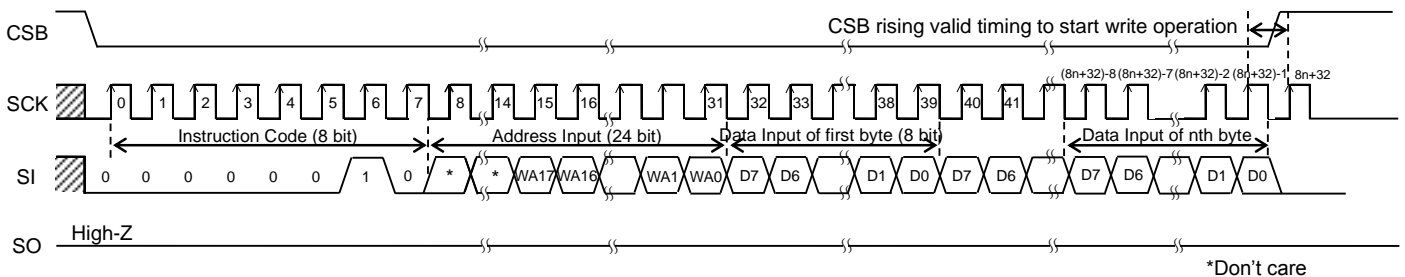 CSB
CSB rising valid timing to start write operation
(8n+32)-8 (8n+32)-7 (8n+32)-2 (8n+32)-1 8n+32
SCK
0 1 2 3 4 5 6 7 8 14 15 16 31 32 33 38 39 40 41
Instruction Code (8 bit) Address Input (24 bit) Data Input of first byte (8 bit) Data Input of nth byte
SI
0 0 0 0 0 0 1 0 * * WA17 WA16 WA1 WA0 D7 D6 D1 D0 D7 D6 D7 D6 D1 D0
SO
High-Z
*Don't care